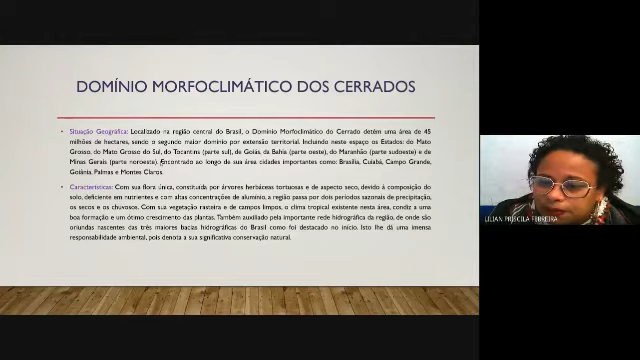 DOMÍNIO MORFOCLIMÁTICO DOS CERRADOS
• Situação Geográfica: Localizado na região central do Brasil, o Domínio Morfoclimático do Cerrado detém uma área de 45
milhões de hectares, sendo o segundo maior domínio por extensão territorial. Incluindo neste espaço os Estados: do Mato
Grosso, do Mato Grosso do Sul, do Tocantins (parte sul), de Goiás, da Bahia (parte oeste), do Maranhão (parte sudoeste) e de
Minas Gerais (parte noroeste). Encontrado ao longo de sua área cidades importantes como: Brasília, Cuiabá, Campo Grande,
Goiânia, Palmas e Montes Claros.
• Características: Com sua flora única, constituída por árvores herbáceas tortuosas e de aspecto seco, devido à composição do
solo, deficiente em nutrientes e com altas concentrações de alumínio, a região passa por dois períodos sazonais de precipitação,
os secos e os chuvosos. Com sua vegetação rasteira e de campos limpos, o clima tropical existente nesta área, condiz a uma
boa formação e um ótimo crescimento das plantas. Também auxiliado pela importante rede hidrográfica da região, de onde são
oriundas nascentes das três maiores bacias hidrográficas do Brasil como foi destacado no início. Isto lhe dá uma imensa
responsabilidade ambiental, pois denota a sua significativa conservação natural.
LILIAN PRISCILA FERREIRA